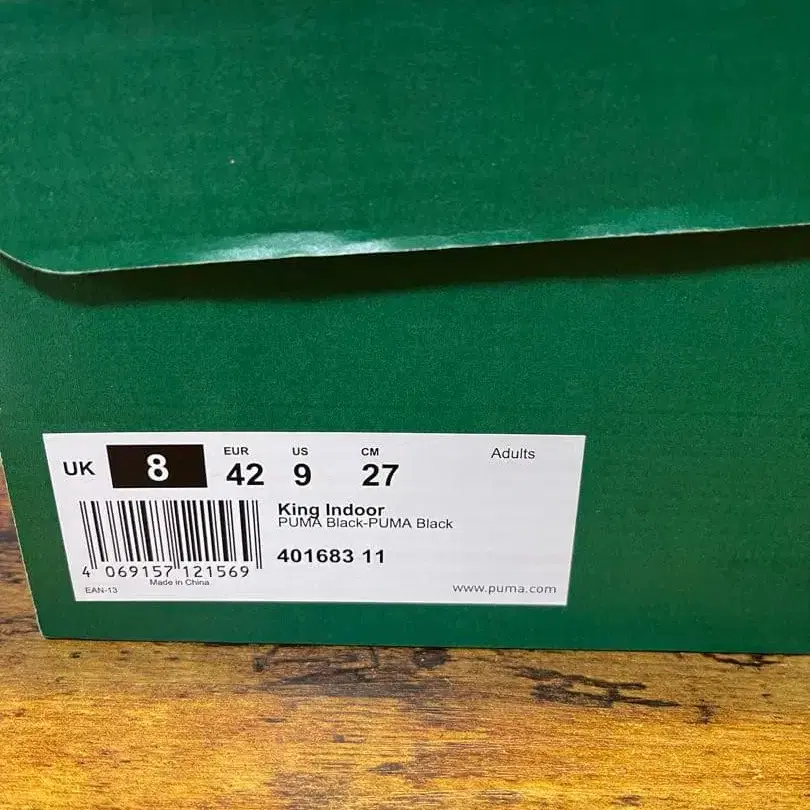 UK 8 EUR 42 US 9 CM 27 Adults
King Indoor
PUMA Black-PUMA Black
401683 11
4 069157 121569
Made in China
EAN-13
www.puma.com